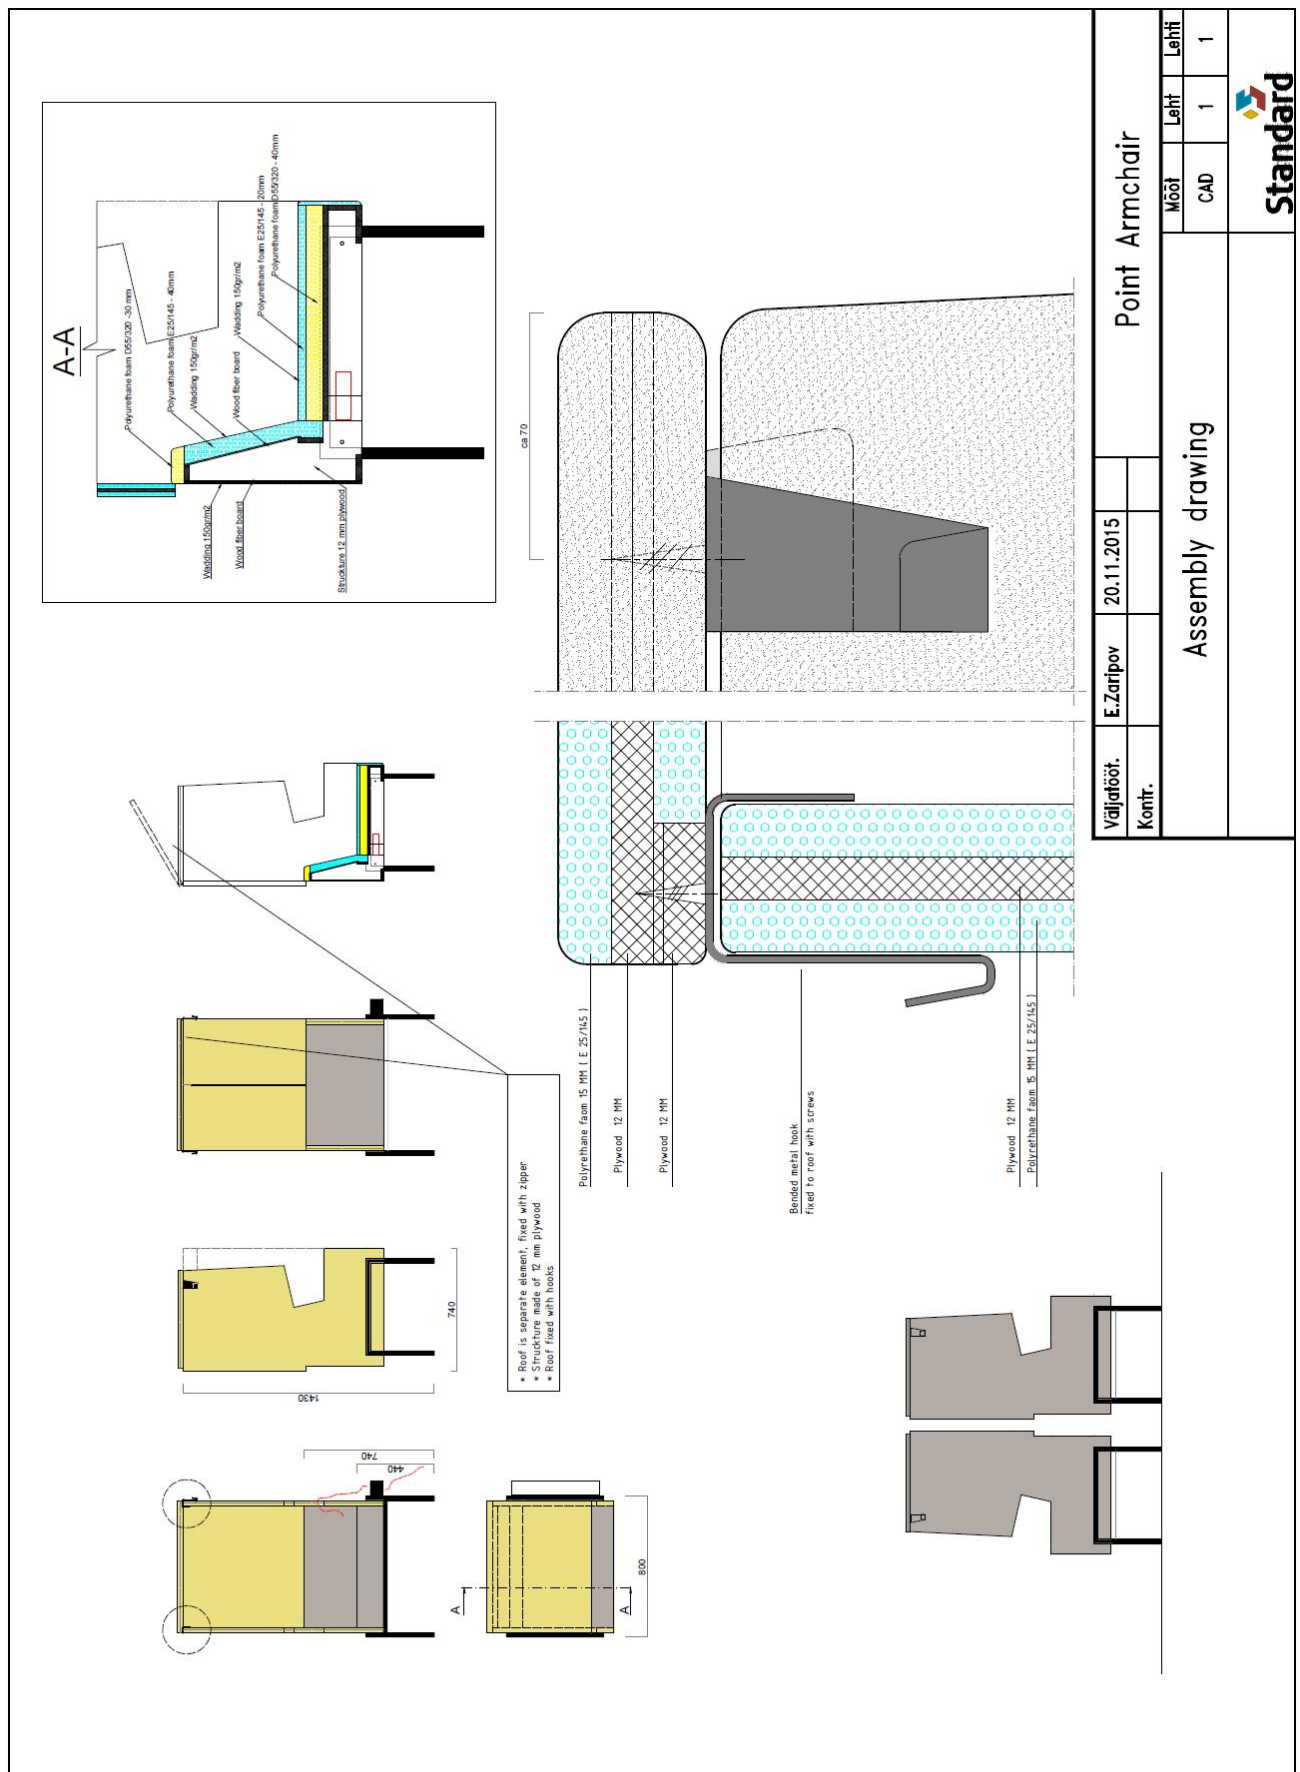 A-A
Polyurethane foam D55/320 -30 mm
Polyurethane foam E25/145 - 40mm
Wadding 150gr/m2
Wood fiber board
Wadding 150gr/m2
Polyurethane foam E25/145 - 20mm
Polyurethane foam D55/320 - 40mm
Wadding 150gr/m2
Wood fiber board
Struckture 12 mm plywood
1430
740
740
440
800
A
A
* Roof is separate element, fixed with zipper
* Structure made of 12 mm plywood
* Roof fixed with hooks
ca 70
Polyrethane faom 15 MM ( E 25/145 )
Plywood 12 MM
Plywood 12 MM
Bended metal hook
fixed to roof with screws
Plywood 12 MM
Polyrethane faom 15 MM ( E 25/145 )
Väljatööt. E.Zaripov 20.11.2015
Kontr.
Point Armchair
Assembly drawing
Mööt Leht Lehti
CAD 1 1
Standard